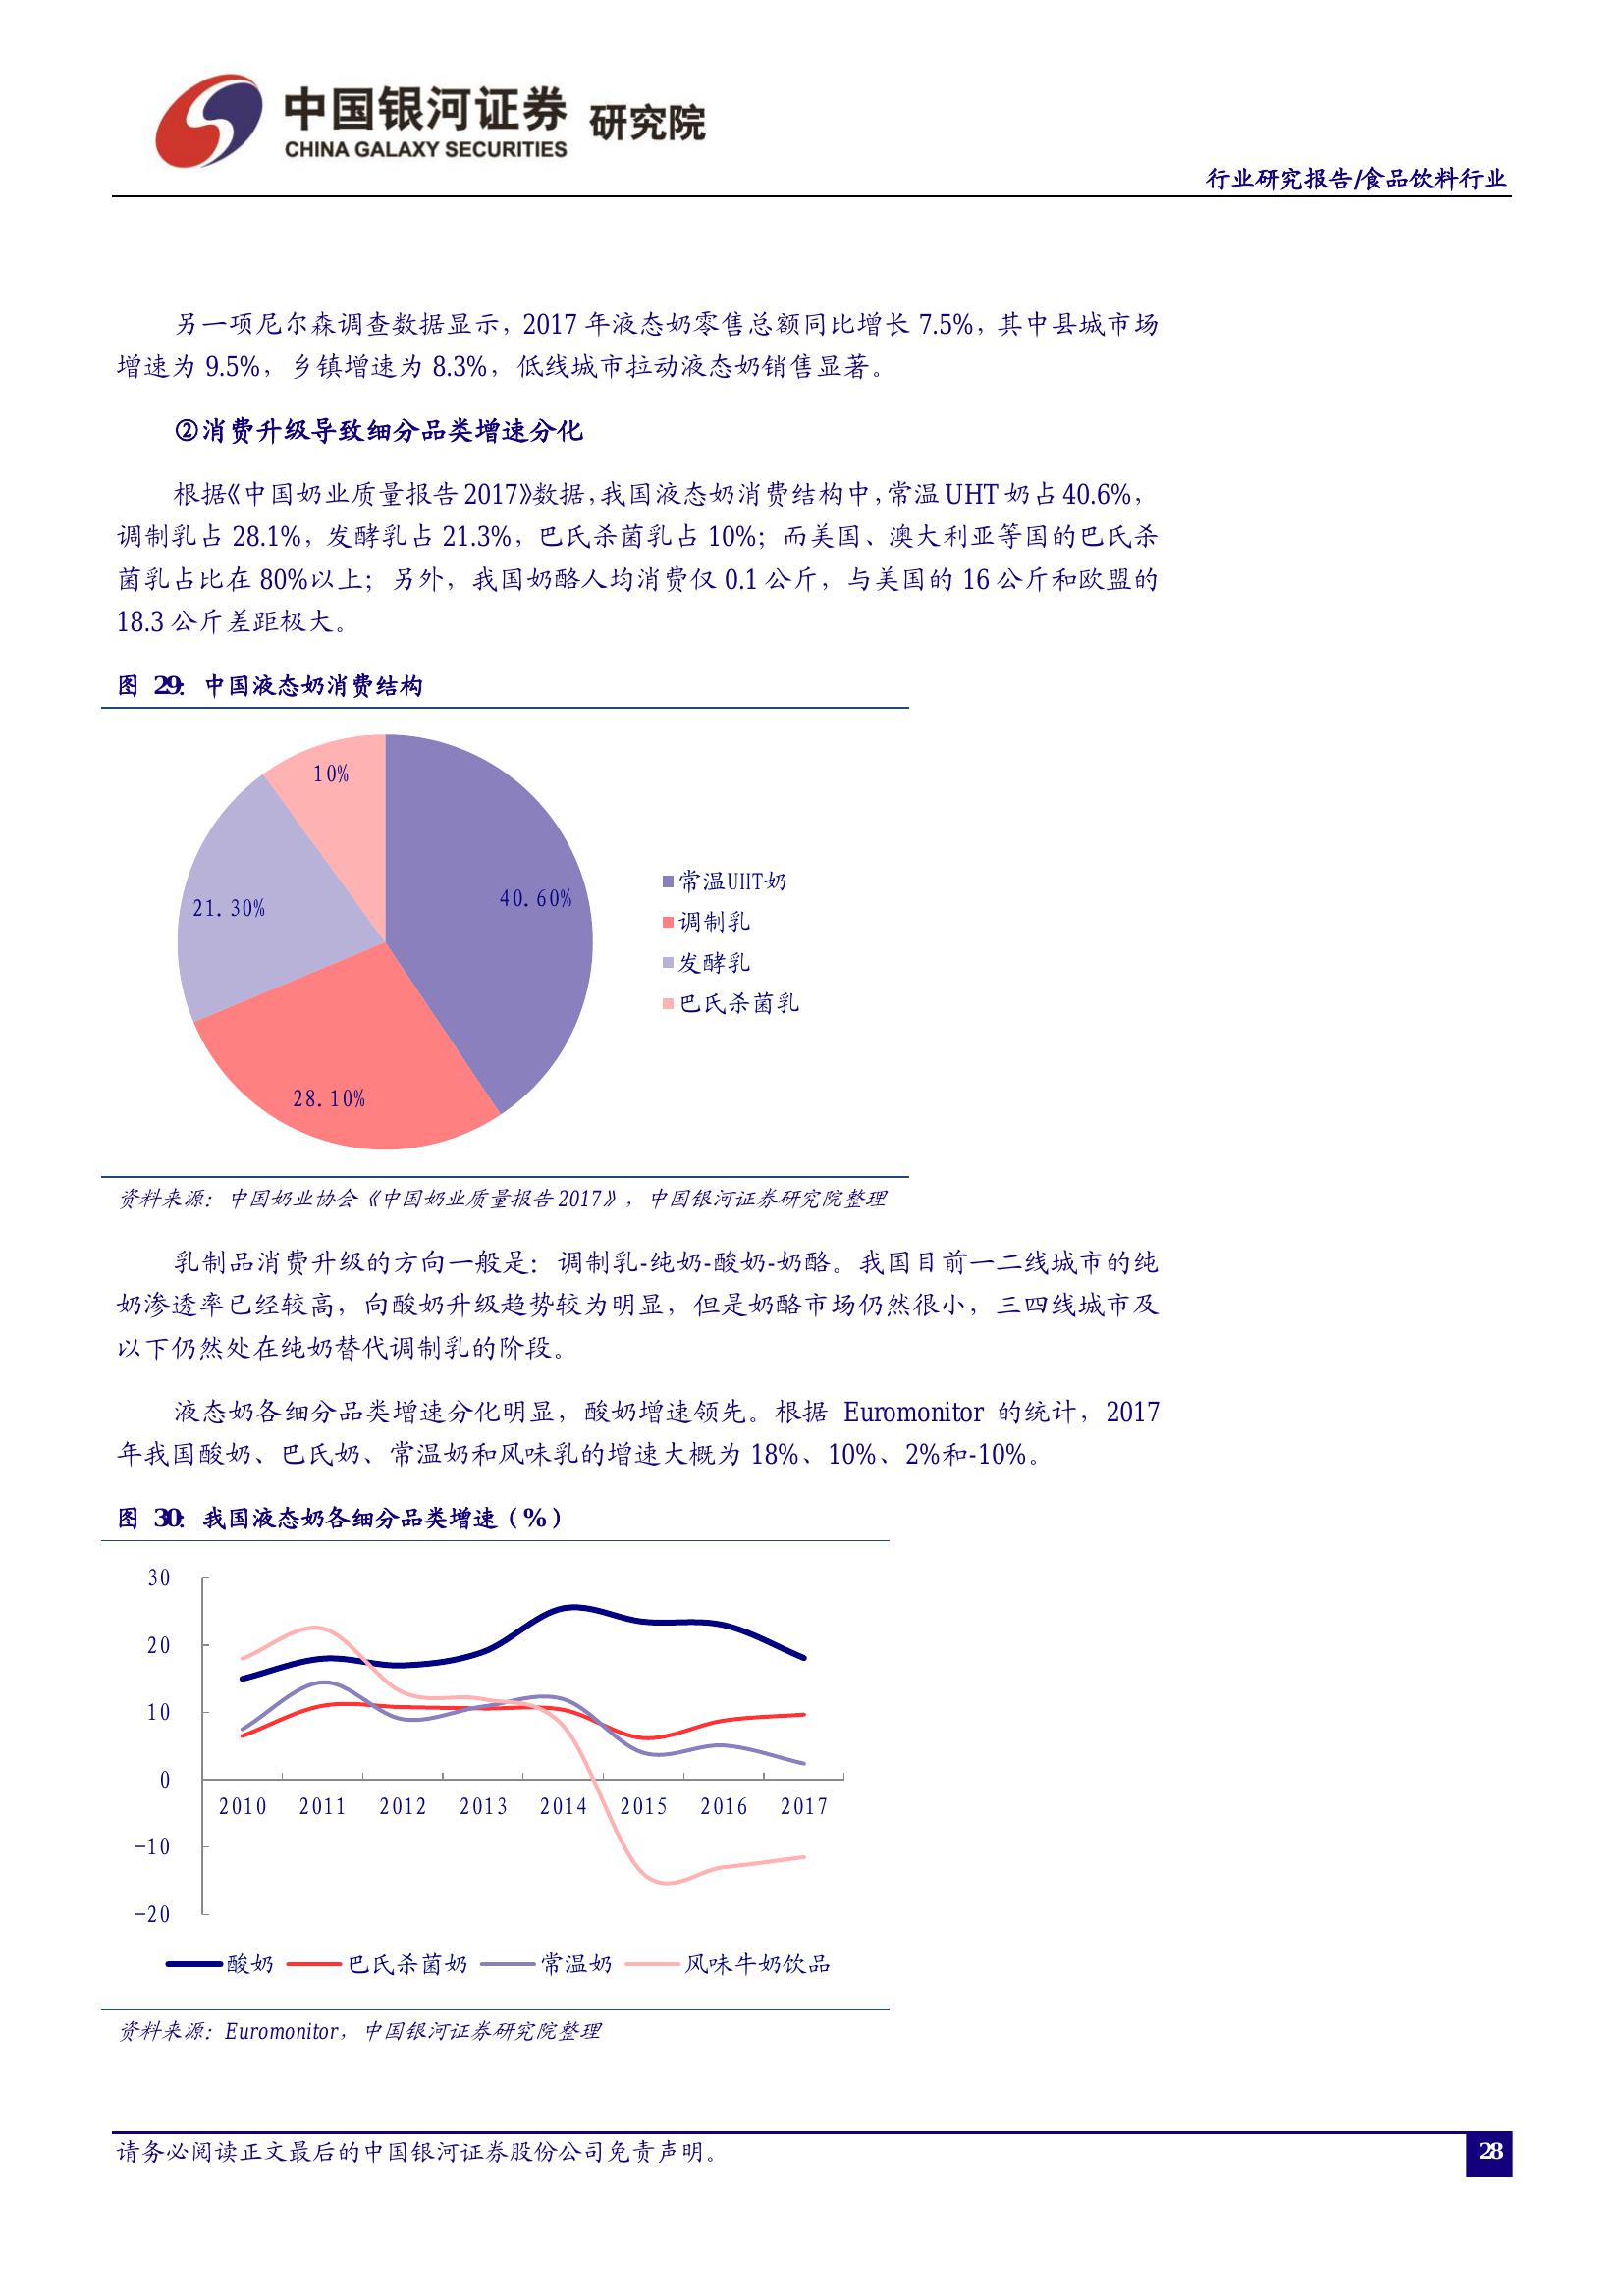 中国银河证券 研究院
CHINA GALAXY SECURITIES
行业研究报告/食品饮料行业
另一项尼尔森调查数据显示，2017 年液态奶零售总额同比增长 7.5%，其中县城市场
增速为 9.5%，乡镇增速为 8.3%，低线城市拉动液态奶销售显著。
②消费升级导致细分品类增速分化
根据《中国奶业质量报告 2017》数据，我国液态奶消费结构中，常温 UHT 奶占 40.6%，
调制乳占 28.1%，发酵乳占 21.3%，巴氏杀菌乳占 10%；而美国、澳大利亚等国的巴氏杀
菌乳占比在 80%以上；另外，我国奶酪人均消费仅 0.1 公斤，与美国的 16 公斤和欧盟的
18.3 公斤差距极大。
图 29：中国液态奶消费结构
10%
40.60%
21.30%
28.10%
常温UHT奶
调制乳
发酵乳
巴氏杀菌乳
资料来源：中国奶业协会《中国奶业质量报告 2017》，中国银河证券研究院整理
乳制品消费升级的方向一般是：调制乳-纯奶-酸奶-奶酪。我国目前一二线城市的纯
奶渗透率已经较高，向酸奶升级趋势较为明显，但是奶酪市场仍然很小，三四线城市及
以下仍然处在纯奶替代调制乳的阶段。
液态奶各细分品类增速分化明显，酸奶增速领先。根据 Euromonitor 的统计，2017
年我国酸奶、巴氏奶、常温奶和风味乳的增速大概为 18%、10%、2%和-10%。
图 30：我国液态奶各细分品类增速（%）
30
20
10
0
2010 2011 2012 2013 2014 2015 2016 2017
-10
-20
酸奶 巴氏杀菌奶 常温奶 风味牛奶饮品
资料来源：Euromonitor，中国银河证券研究院整理
请务必阅读正文最后的中国银河证券股份公司免责声明。
28